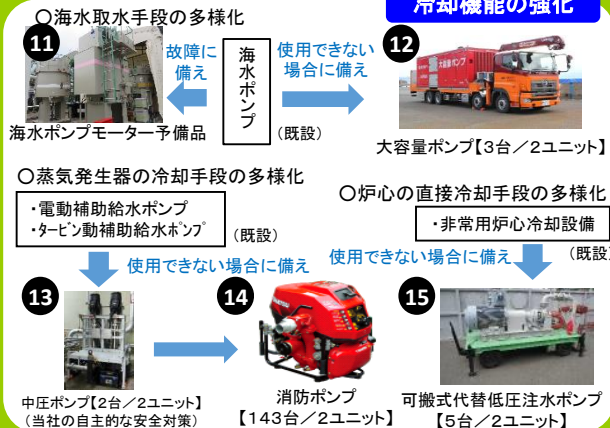 冷却機能の強化
○海水取水手段の多様化
11
故障に
備え
海水ポンプ
(既設)
使用できない
場合に備え
12
海水ポンプモーター予備品
大容量ポンプ【3台/2ユニット】
○蒸気発生器の冷却手段の多様化
・電動補助給水ポンプ
・タービン動補助給水ポンプ
(既設)
○炉心の直接冷却手段の多様化
・非常用炉心冷却設備
(既設)
使用できない場合に備え
使用できない場合に備え
13
14
15
中圧ポンプ【2台/2ユニット】
(当社の自主的な安全対策)
消防ポンプ
【143台/2ユニット】
可搬式代替低圧注水ポンプ
【5台/2ユニット】